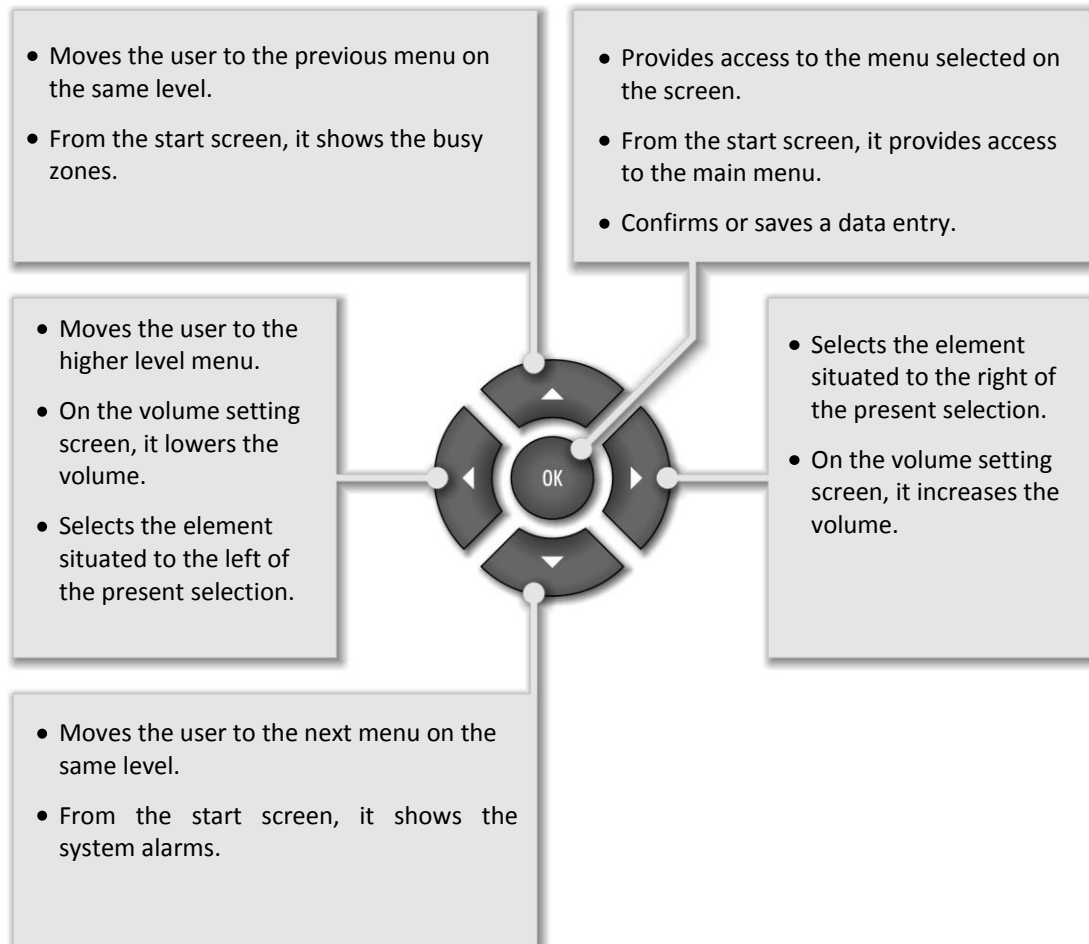 • Moves the user to the previous menu on
the same level.
• From the start screen, it shows the busy
zones.
• Provides access to the menu selected on
the screen.
• From the start screen, it provides access
to the main menu.
• Confirms or saves a data entry.
• Moves the user to the
higher level menu.
• On the volume setting
screen, it lowers the
volume.
• Selects the element
situated to the left of
the present selection.
OK
• Selects the element
situated to the right of
the present selection.
• On the volume setting
screen, it increases the
volume.
• Moves the user to the next menu on the
same level.
• From the start screen, it shows the
system alarms.